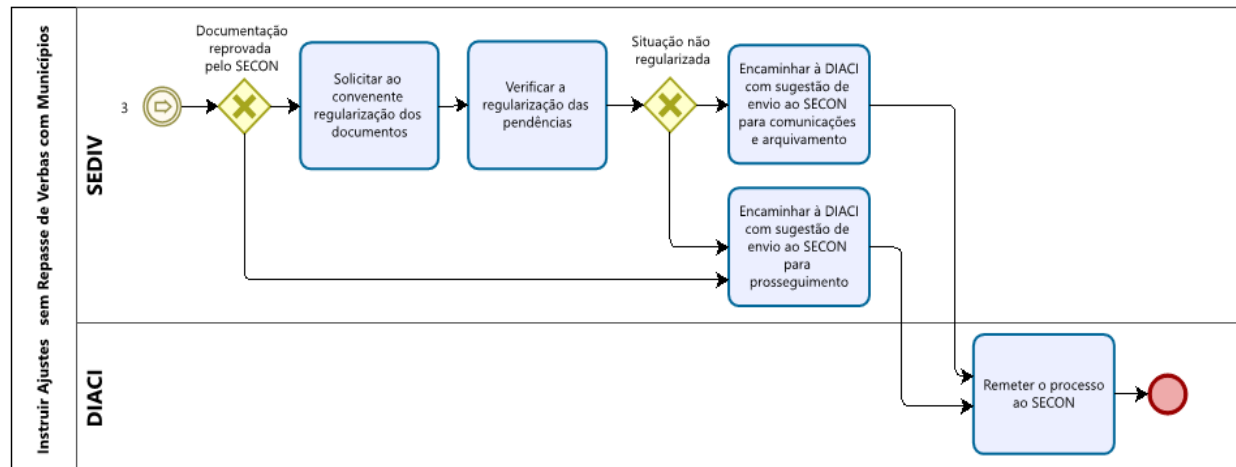 Instruir Ajustes sem Repasse de Verbas com Municípios
SEDIV
3
Documentação
reprovada
pelo SECON
Solicitar ao
convenente
regularização dos
documentos
Verificar a
regularização das
pendências
Situação não
regularizada
Encaminhar à DIACI
com sugestão de
envio ao SECON
para comunicações
e arquivamento
Encaminhar à DIACI
com sugestão de
envio ao SECON
para
prosseguimento
DIACI
Remeter o processo
ao SECON